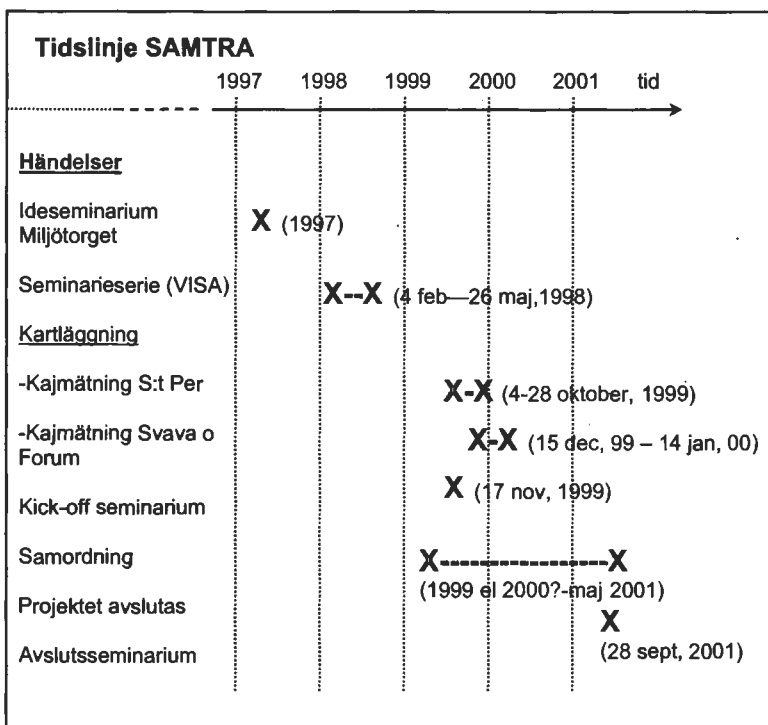 Tidslinje SAMTRA
1997 1998 1999 2000 2001 tid
Händelser
Ideseminarium
Miljötorget
X (1997)
Seminarieserie (VISA)
X--X (4 feb—26 maj,1998)
Kartläggning
-Kajmätning S:t Per
X-X (4-28 oktober, 1999)
-Kajmätning Svava o
Forum
X-X (15 dec, 99 – 14 jan, 00)
Kick-off seminarium
X (17 nov, 1999)
Samordning
X--------------------X
(1999 el 2000?-maj 2001)
Projektet avslutas
X
Avslutsseminarium
(28 sept, 2001)